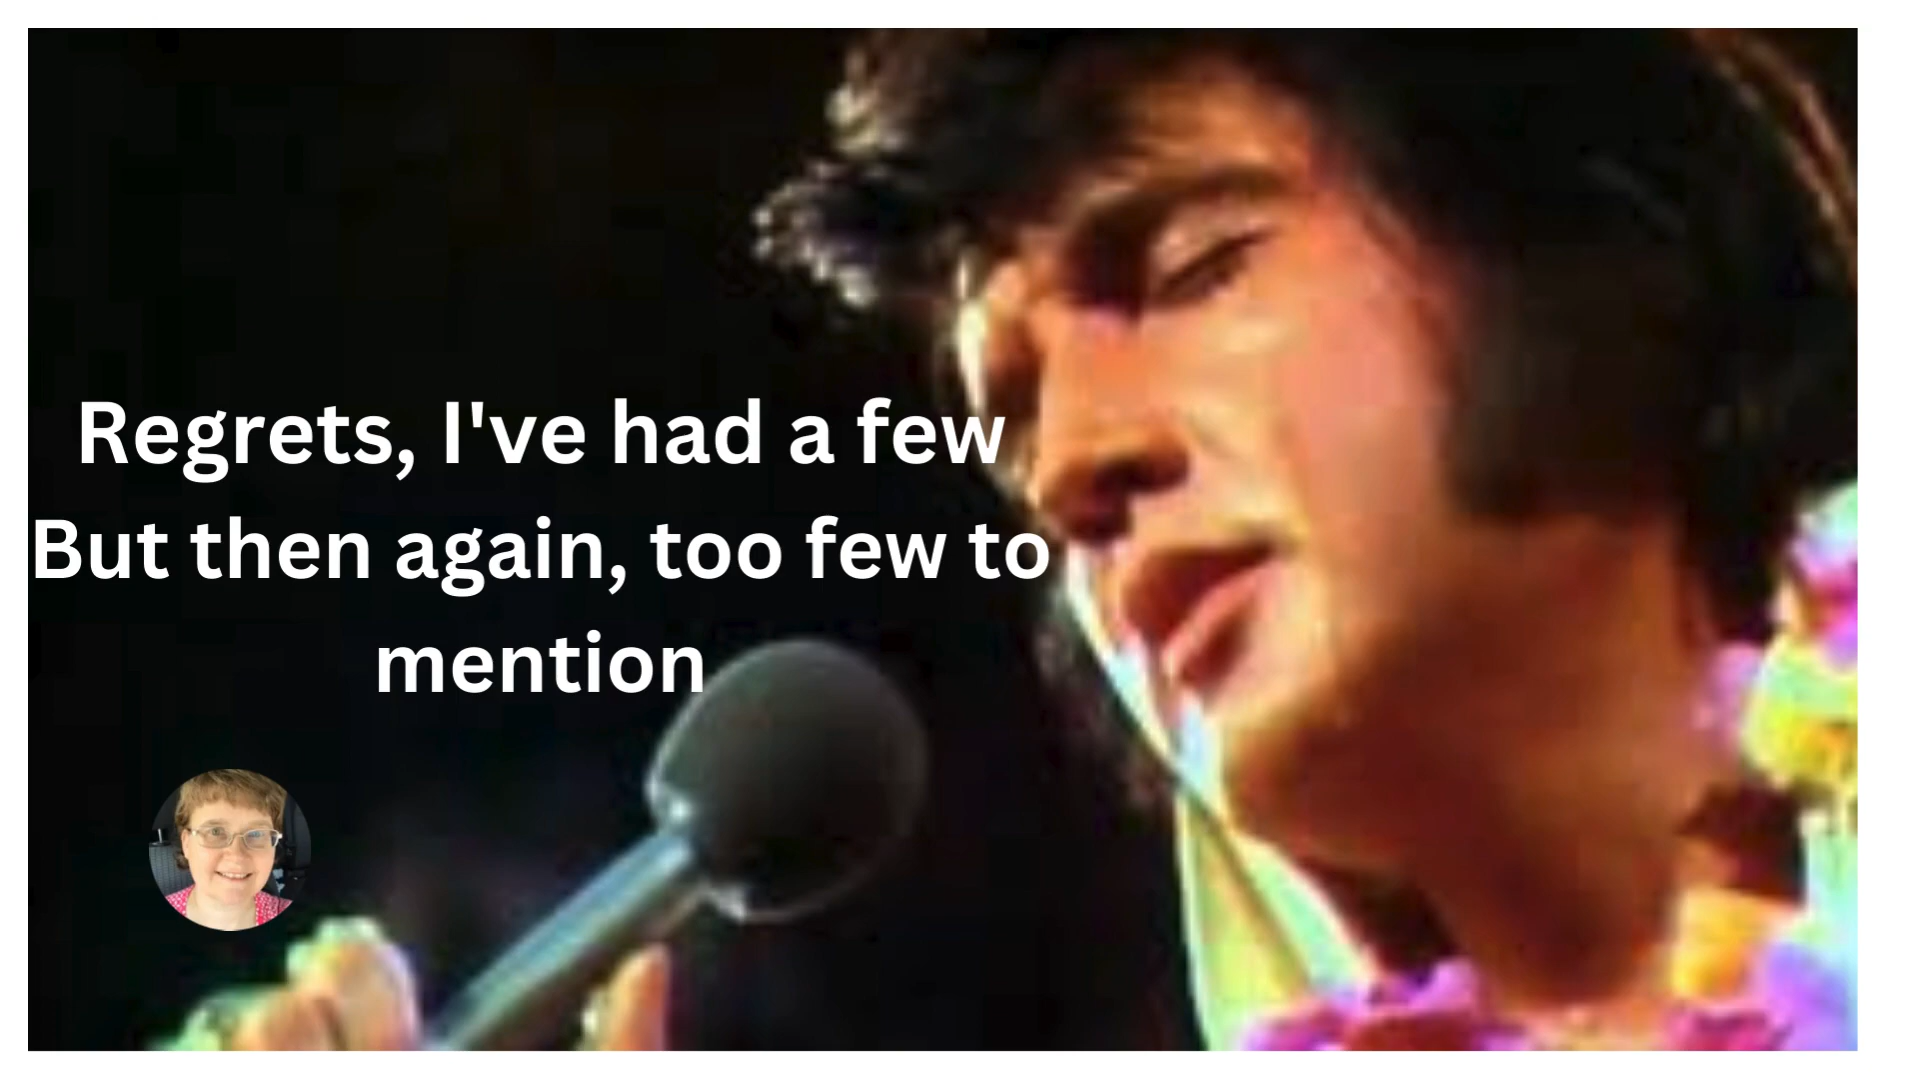 Regrets, I've had a few
But then again, too few to
mention